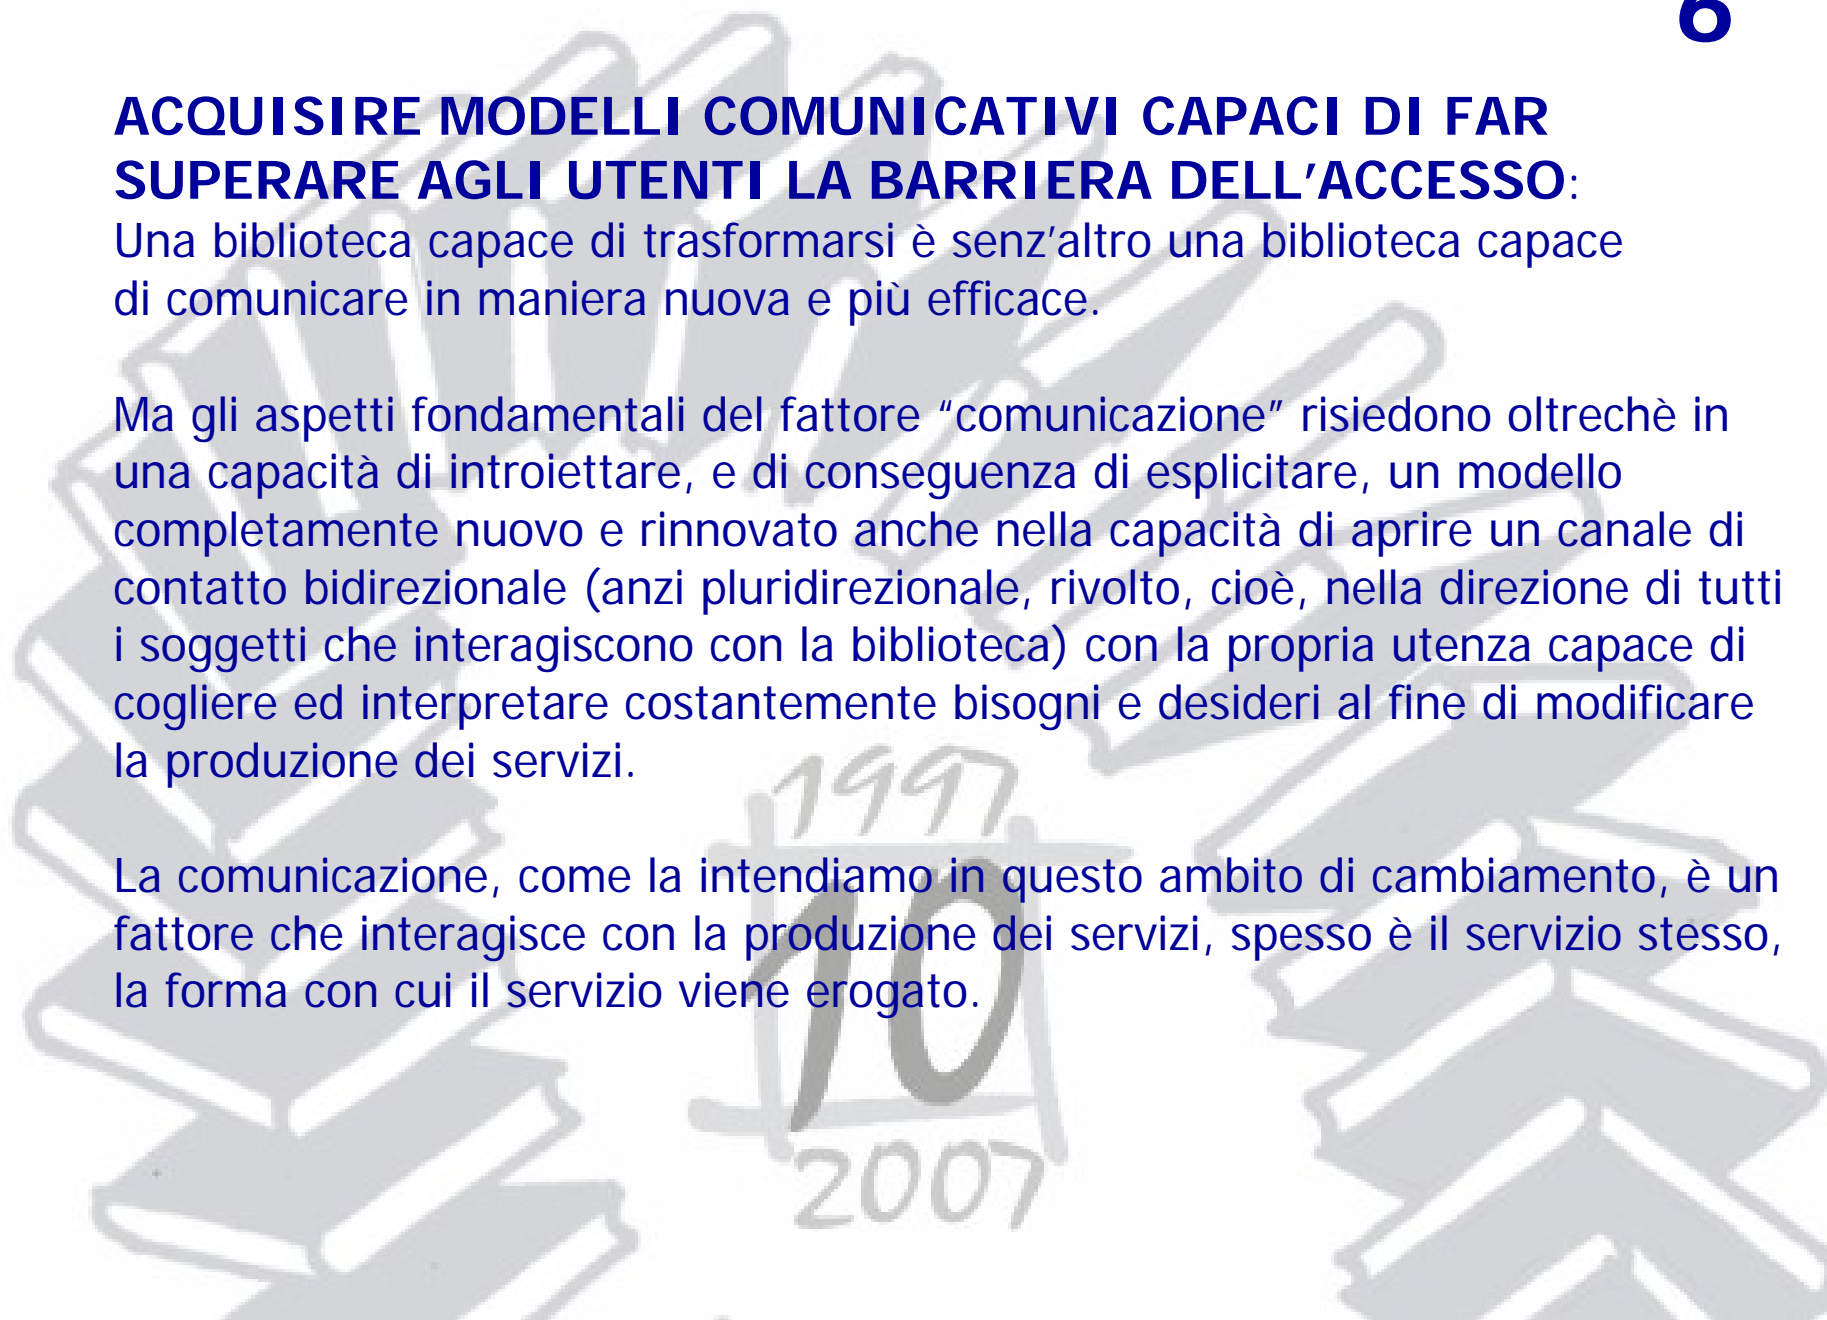 6
ACQUISIRE MODELLI COMUNICATIVI CAPACI DI FAR
SUPERARE AGLI UTENTI LA BARRIERA DELL’ACCESSO:
Una biblioteca capace di trasformarsi è senz’altro una biblioteca capace
di comunicare in maniera nuova e più efficace.
Ma gli aspetti fondamentali del fattore “comunicazione” risiedono oltrechè in
una capacità di introiettare, e di conseguenza di esplicitare, un modello
completamente nuovo e rinnovato anche nella capacità di aprire un canale di
contatto bidirezionale (anzi pluridirezionale, rivolto, cioè, nella direzione di tutti
i soggetti che interagiscono con la biblioteca) con la propria utenza capace di
cogliere ed interpretare costantemente bisogni e desideri al fine di modificare
la produzione dei servizi.
La comunicazione, come la intendiamo in questo ambito di cambiamento, è un
fattore che interagisce con la produzione dei servizi, spesso è il servizio stesso,
la forma con cui il servizio viene erogato.
1997
10
2007